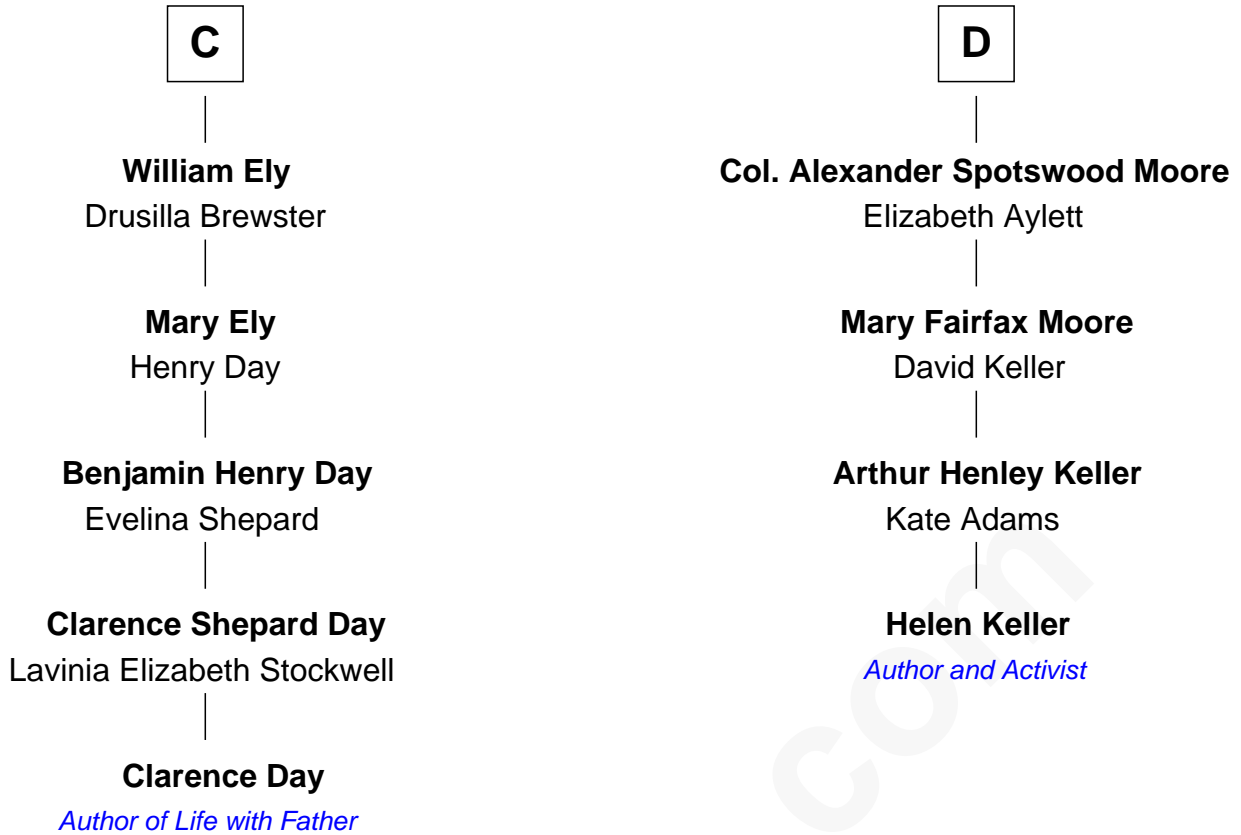 C
William Ely
Drusilla Brewster
Mary Ely
Henry Day
Benjamin Henry Day
Evelina Shepard
Clarence Shepard Day
Lavinia Elizabeth Stockwell
Clarence Day
Author of Life with Father
D
Col. Alexander Spotswood Moore
Elizabeth Aylett
Mary Fairfax Moore
David Keller
Arthur Henley Keller
Kate Adams
Helen Keller
Author and Activist
com